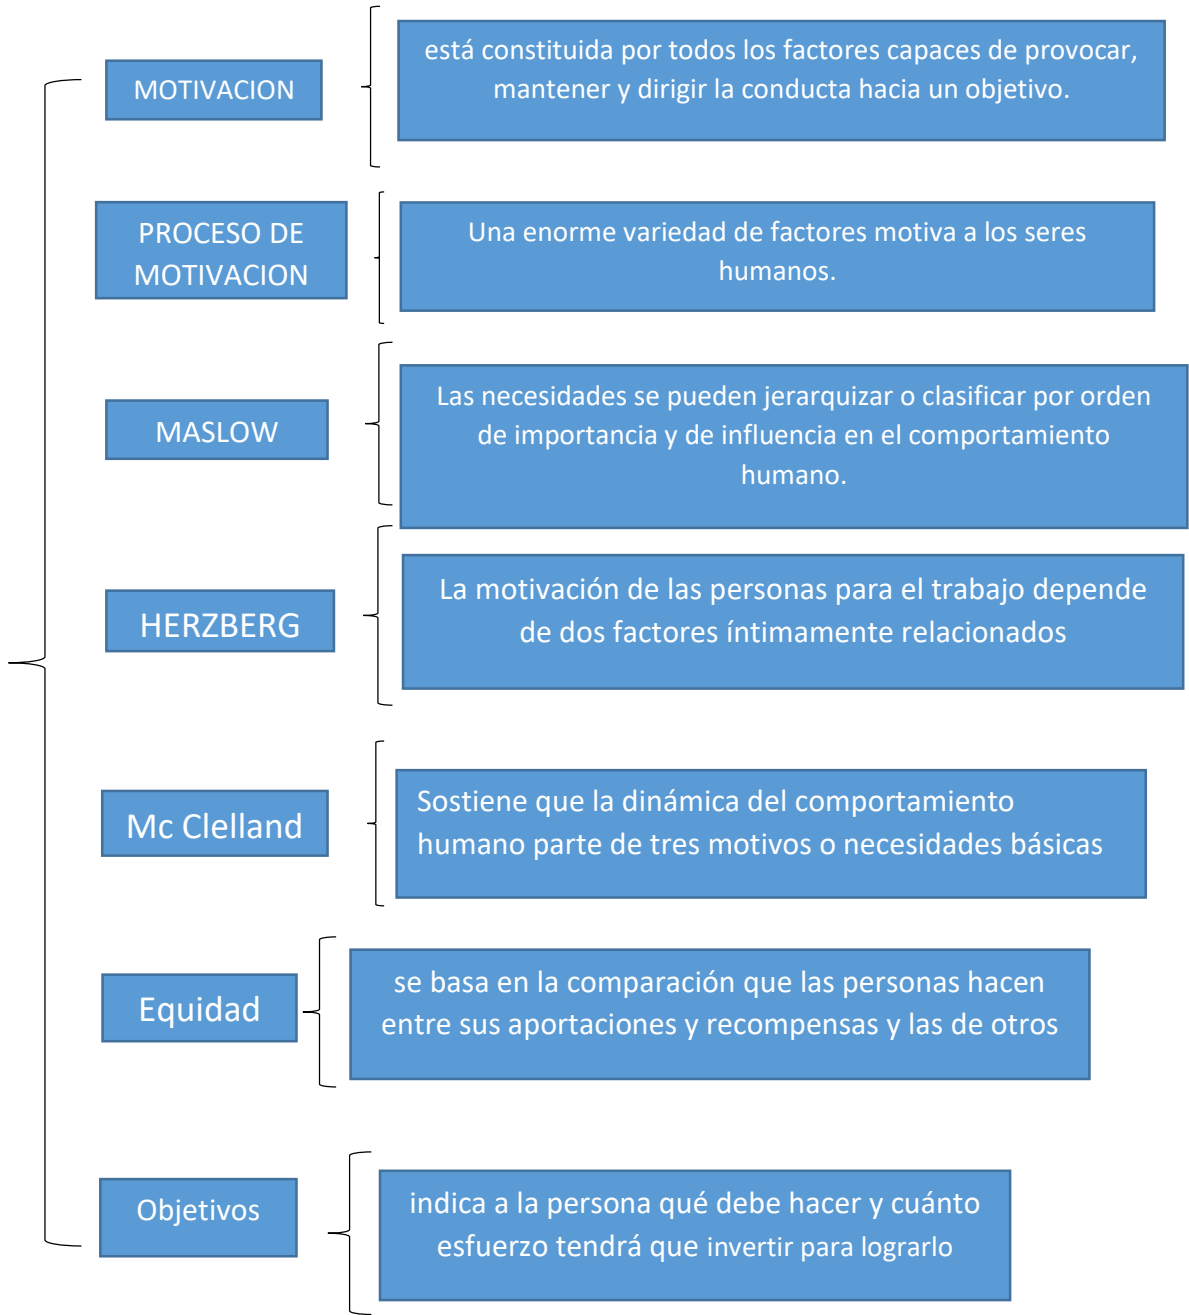 MOTIVACION
está constituida por todos los factores capaces de provocar,
mantener y dirigir la conducta hacia un objetivo.
PROCESO DE
MOTIVACION
Una enorme variedad de factores motiva a los seres
humanos.
MASLOW
Las necesidades se pueden jerarquizar o clasificar por orden
de importancia y de influencia en el comportamiento
humano.
HERZBERG
La motivación de las personas para el trabajo depende
de dos factores íntimamente relacionados
Mc Clelland
Sostiene que la dinámica del comportamiento
humano parte de tres motivos o necesidades básicas
Equidad
se basa en la comparación que las personas hacen
entre sus aportaciones y recompensas y las de otros
Objetivos
indica a la persona qué debe hacer y cuánto
esfuerzo tendrá que invertir para lograrlo